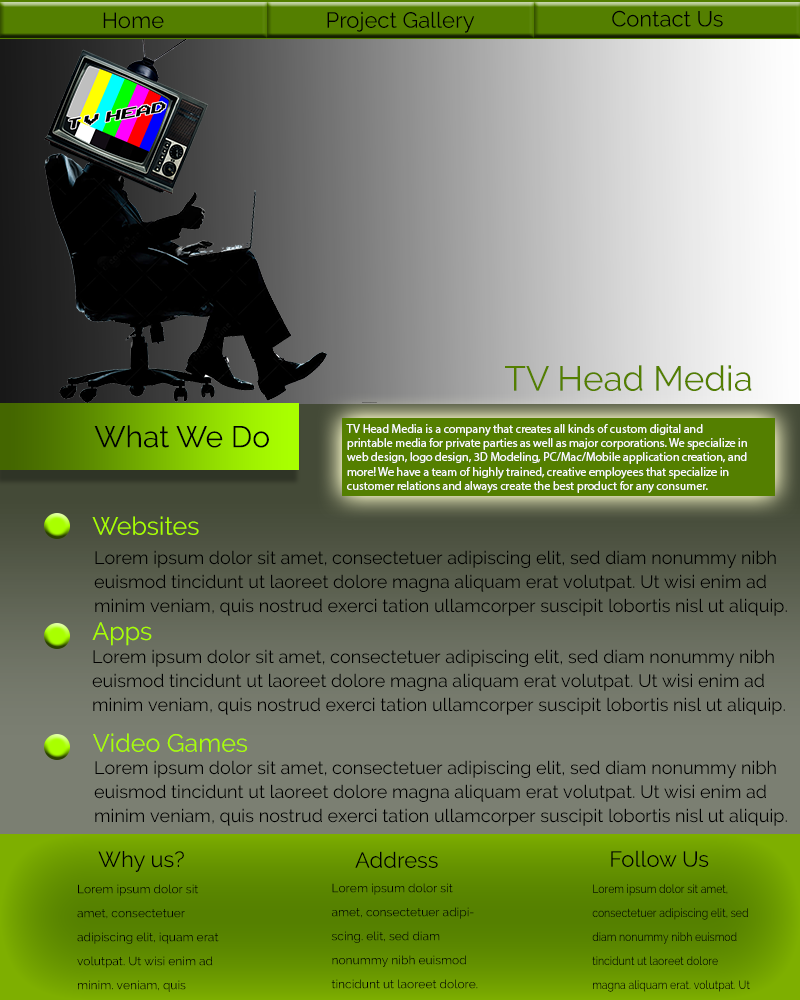 Home
Project Gallery
Contact Us
TV HEAD
TV Head Media
What We Do
TV Head Media is a company that creates all kinds of custom digital and
printable media for private parties as well as major corporations. We specialize in
web design, logo design, 3D Modeling, PC/Mac/Mobile application creation, and
more! We have a team of highly trained, creative employees that specialize in
customer relations and always create the best product for any consumer.
Websites
Lorem ipsum dolor sit amet, consectetuer adipiscing elit, sed diam nonummy nibh
euismod tincidunt ut laoreet dolore magna aliquam erat volutpat. Ut wisi enim ad
minim veniam, quis nostrud exerci tation ullamcorper suscipit lobortis nisl ut aliquip.
Apps
Lorem ipsum dolor sit amet, consectetuer adipiscing elit, sed diam nonummy nibh
euismod tincidunt ut laoreet dolore magna aliquam erat volutpat. Ut wisi enim ad
minim veniam, quis nostrud exerci tation ullamcorper suscipit lobortis nisl ut aliquip.
Video Games
Lorem ipsum dolor sit amet, consectetuer adipiscing elit, sed diam nonummy nibh
euismod tincidunt ut laoreet dolore magna aliquam erat volutpat. Ut wisi enim ad
minim veniam, quis nostrud exerci tation ullamcorper suscipit lobortis nisl ut aliquip.
Why us?
Lorem ipsum dolor sit
amet, consectetuer
adipiscing elit, iquam erat
volutpat. Ut wisi enim ad
minim. veniam, quis
Address
Lorem ipsum dolor sit
amet, consectetuer adipi-
scing, elit, sed diam
nonummy nibh euismod
tincidunt ut laoreet dolore.
Follow Us
Lorem ipsum dolor sit amet,
consectetuer adipiscing elit, sed
diam nonummy nibh euismod
tincidunt ut laoreet dolore
magna aliquam erat. volutpat. Ut